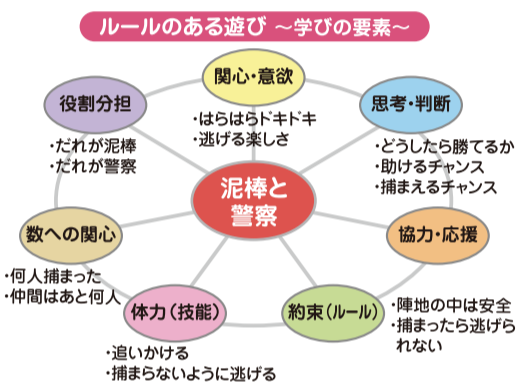 ルールのある遊び ～学びの要素～
関心・意欲
・はらはらドキドキ
・逃げる楽しさ
役割分担
・だれが泥棒
・だれが警察
思考・判断
・どうしたら勝てるか
・助けるチャンス
・捕まえるチャンス
泥棒と
警察
数への関心
・何人捕まった
・仲間はあと何人
協力・応援
体力（技能）
・追いかける
・捕まらないように逃げる
約束（ルール）
・陣地の中は安全
・捕まったら逃げら
れない